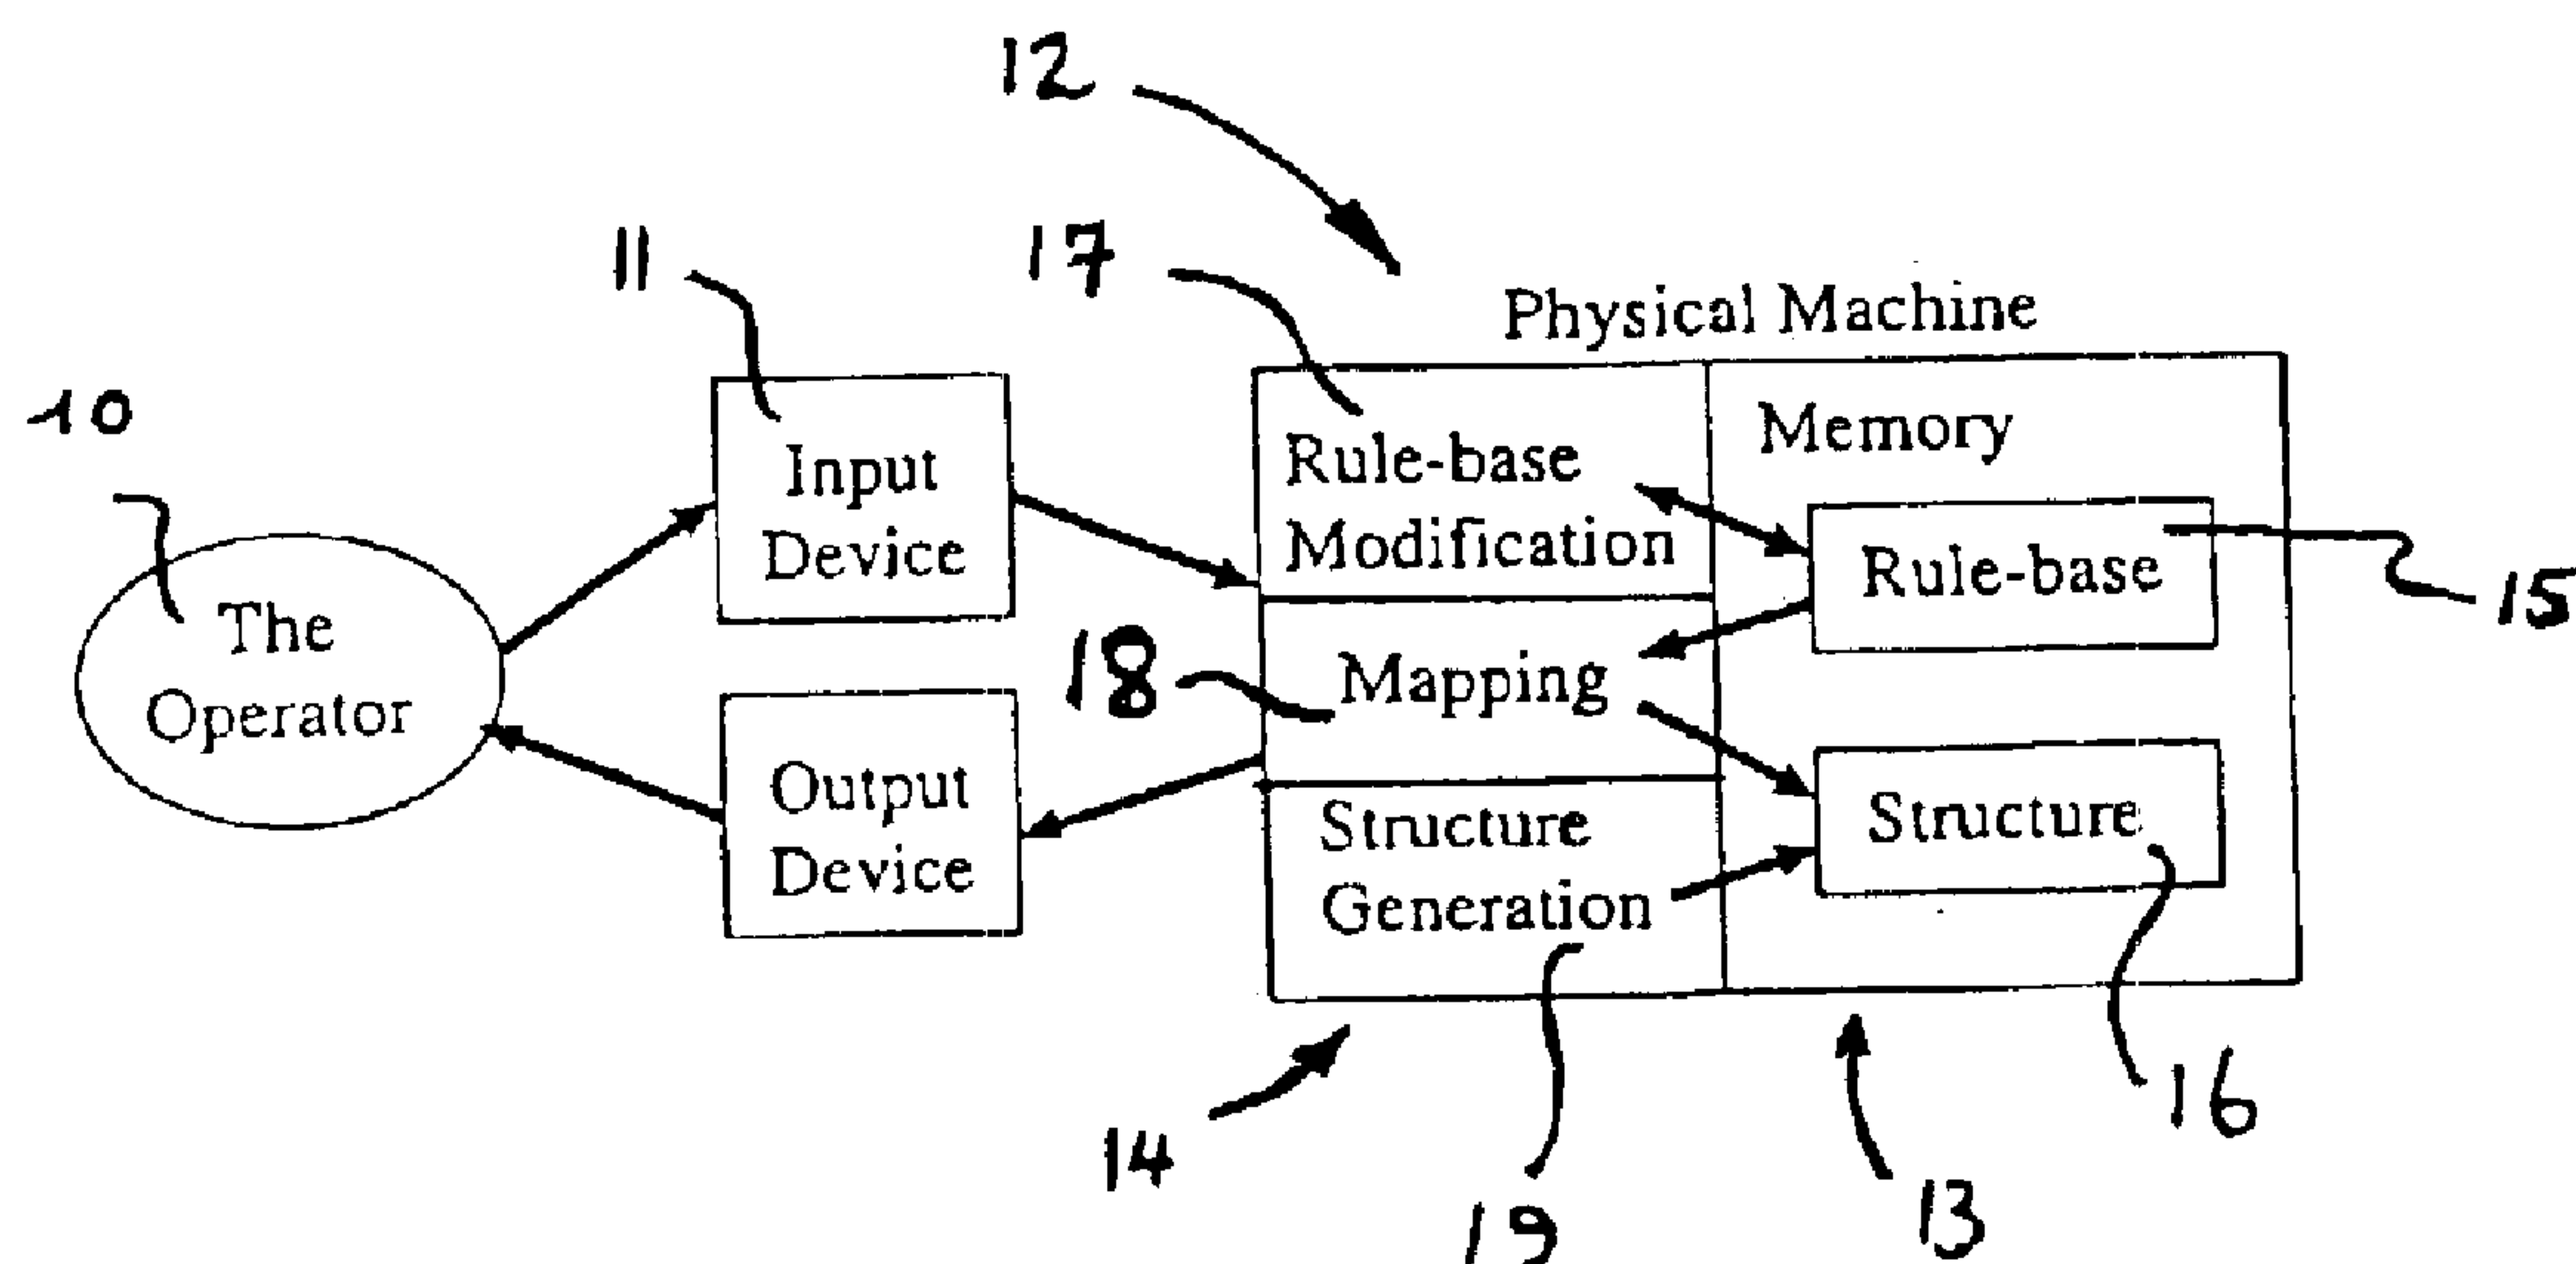 12
11
17
Physical Machine
10
Input
Device
Rule-base
Modification
Memory
Rule-base
15
The
Operator
18
Mapping
Output
Device
Structure
Generation
Structure
14
19
13
16